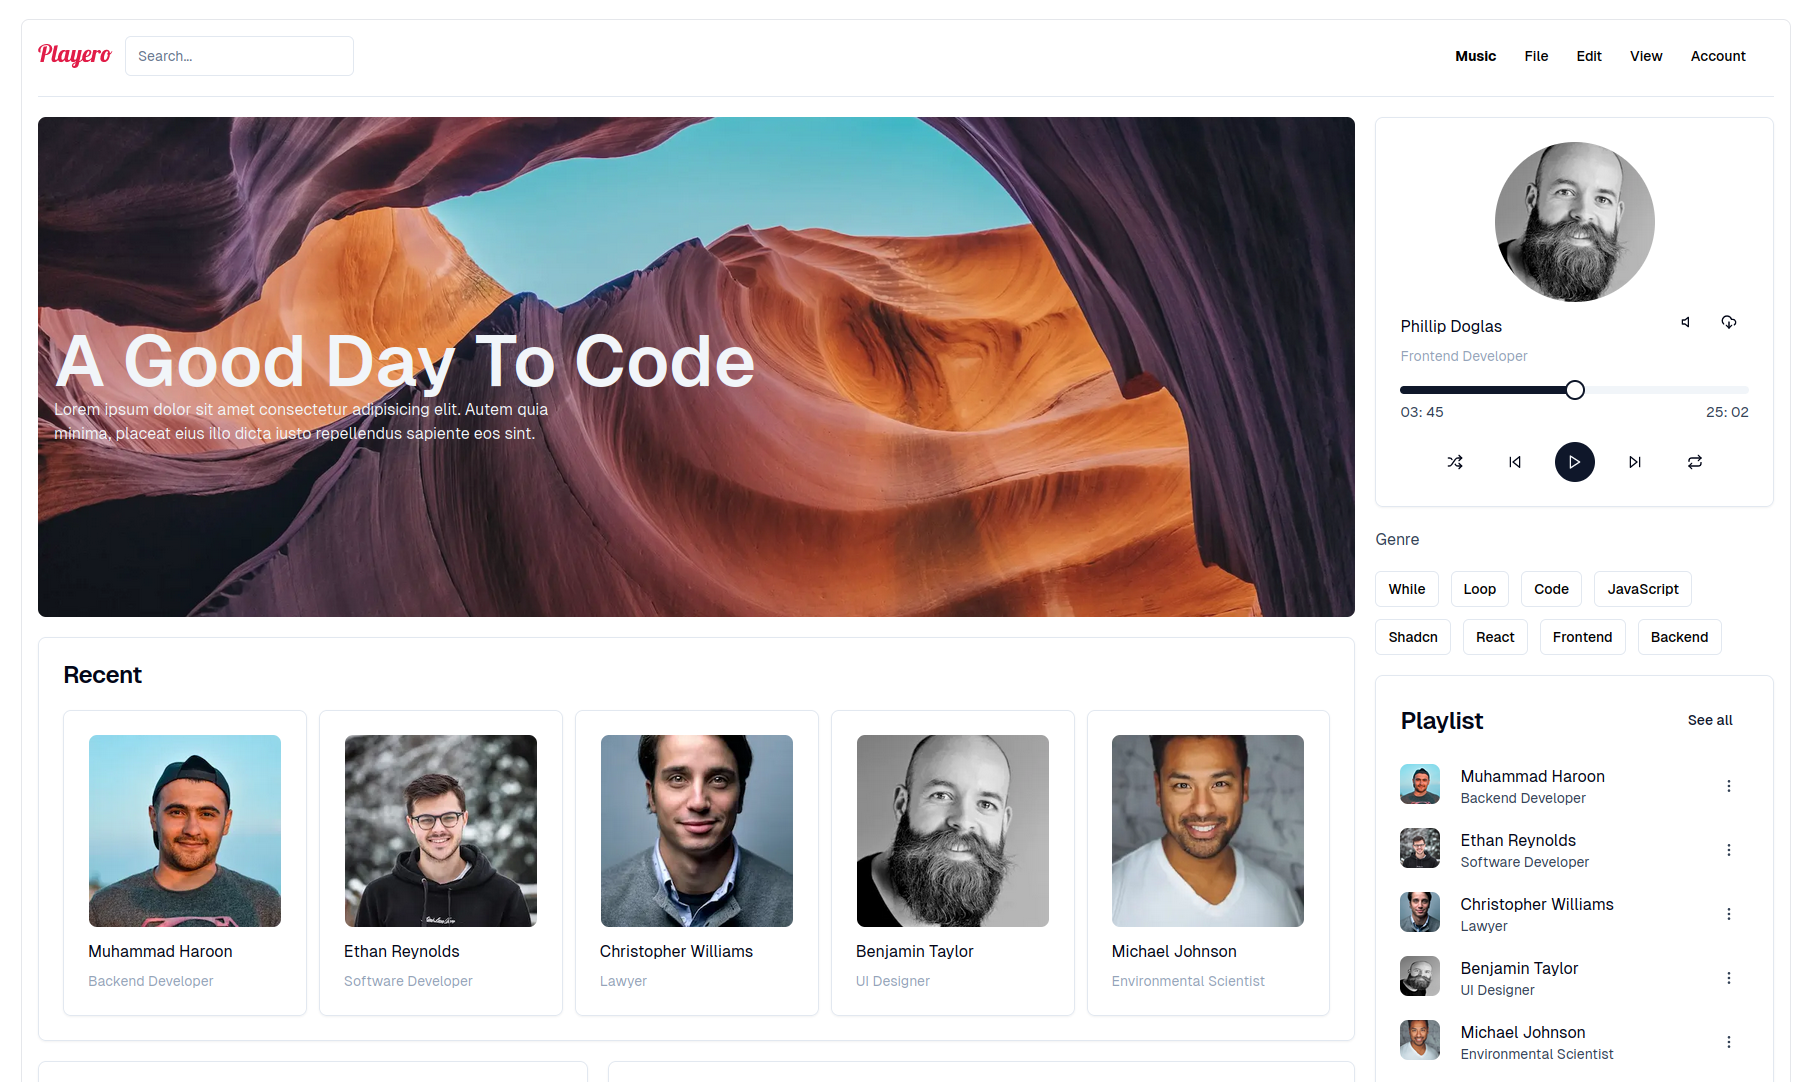 Playero
Search...
Music
File
Edit
View
Account
A Good Day To Code
Lorem ipsum dolor sit amet consectetur adipisicing elit. Autem quia
minima, placeat eius illo dicta iusto repellendus sapiente eos sint.
Phillip Doglas
Frontend Developer
03: 45
25: 02
Genre
While
Loop
Code
JavaScript
Shadcn
React
Frontend
Backend
Recent
Muhammad Haroon
Backend Developer
Ethan Reynolds
Software Developer
Christopher Williams
Lawyer
Benjamin Taylor
UI Designer
Michael Johnson
Environmental Scientist
Playlist
See all
Muhammad Haroon
Backend Developer
Ethan Reynolds
Software Developer
Christopher Williams
Lawyer
Benjamin Taylor
UI Designer
Michael Johnson
Environmental Scientist